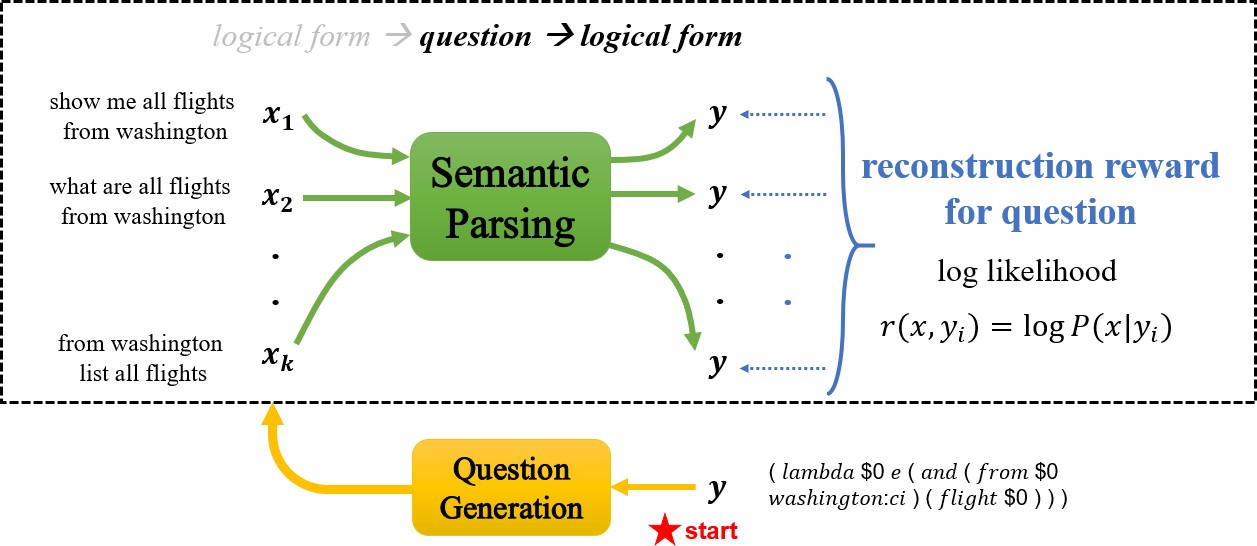 logical form → question → logical form
show me all flights
from washington
x₁
y
what are all flights
from washington
x₂
y
Semantic
Parsing
reconstruction reward
for question
log likelihood
r(x, yᵢ) = log P(x|yᵢ)
from washington
list all flights
xₖ
y
Question
Generation
y
( lambda $0 e ( and ( from $0
washington:ci ) ( flight $0 ) ) )
start